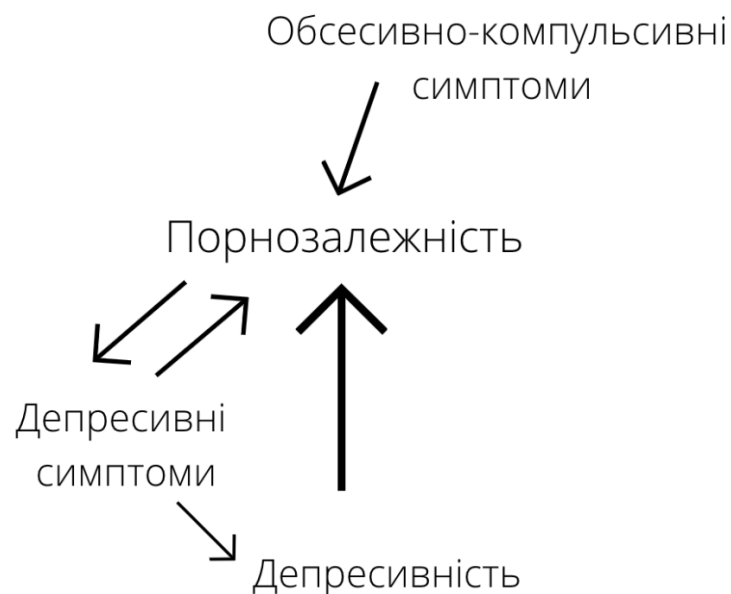 Обсесивно-компульсивні
симптоми
Порнозалежність
Депресивні
симптоми
Депресивність